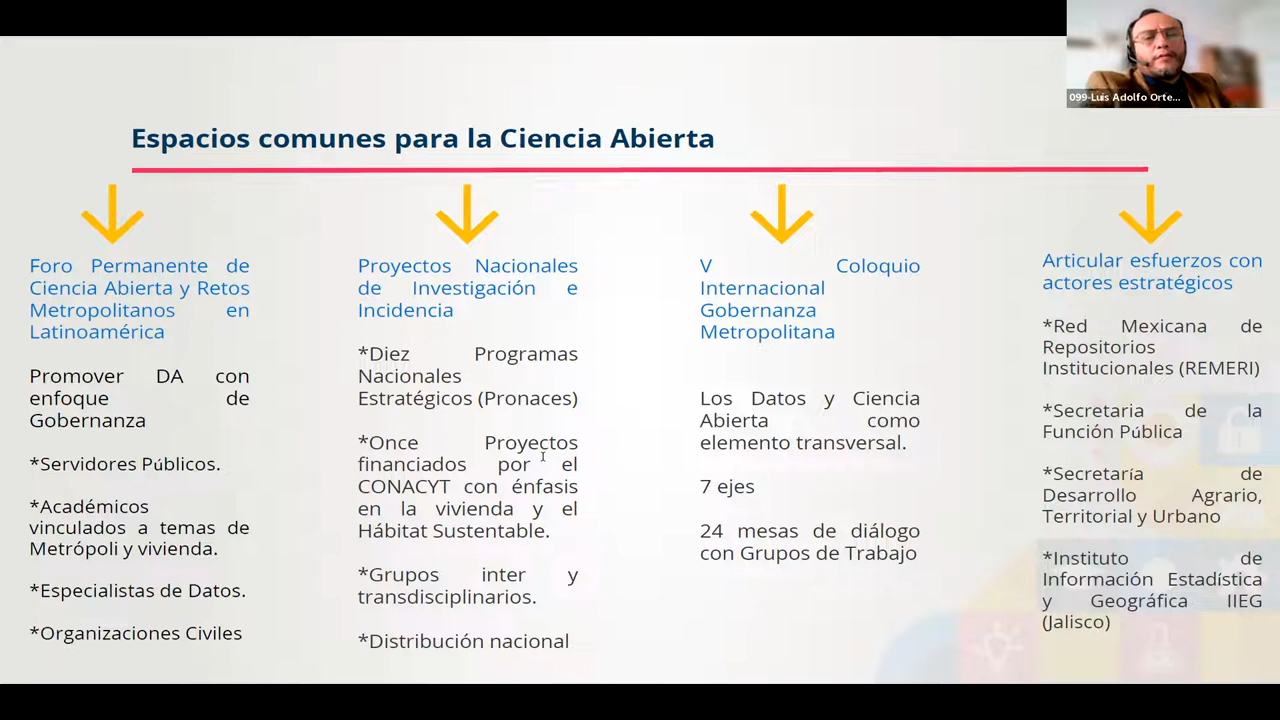 099-Luis Adolfo Orte...
Espacios comunes para la Ciencia Abierta
Foro Permanente de
Ciencia Abierta y Retos
Metropolitanos en
Latinoamérica
Promover DA con
enfoque de
Gobernanza
*Servidores Públicos.
*Académicos
vinculados a temas de
Metrópoli y vivienda.
*Especialistas de Datos.
*Organizaciones Civiles
Proyectos Nacionales
de Investigación e
Incidencia
*Diez Programas
Nacionales
Estratégicos (Pronaces)
*Once Proyectos
financiados por el
CONACYT con énfasis
en la vivienda y el
Hábitat Sustentable.
*Grupos inter y
transdisciplinarios.
*Distribución nacional
V Coloquio
Internacional
Gobernanza
Metropolitana
Los Datos y Ciencia
Abierta como
elemento transversal.
7 ejes
24 mesas de diálogo
con Grupos de Trabajo
Articular esfuerzos con
actores estratégicos
*Red Mexicana de
Repositorios
Institucionales (REMERI)
*Secretaria de la
Función Pública
*Secretaría de
Desarrollo Agrario,
Territorial y Urbano
*Instituto de
Información Estadística
y Geográfica IIEG
(Jalisco)